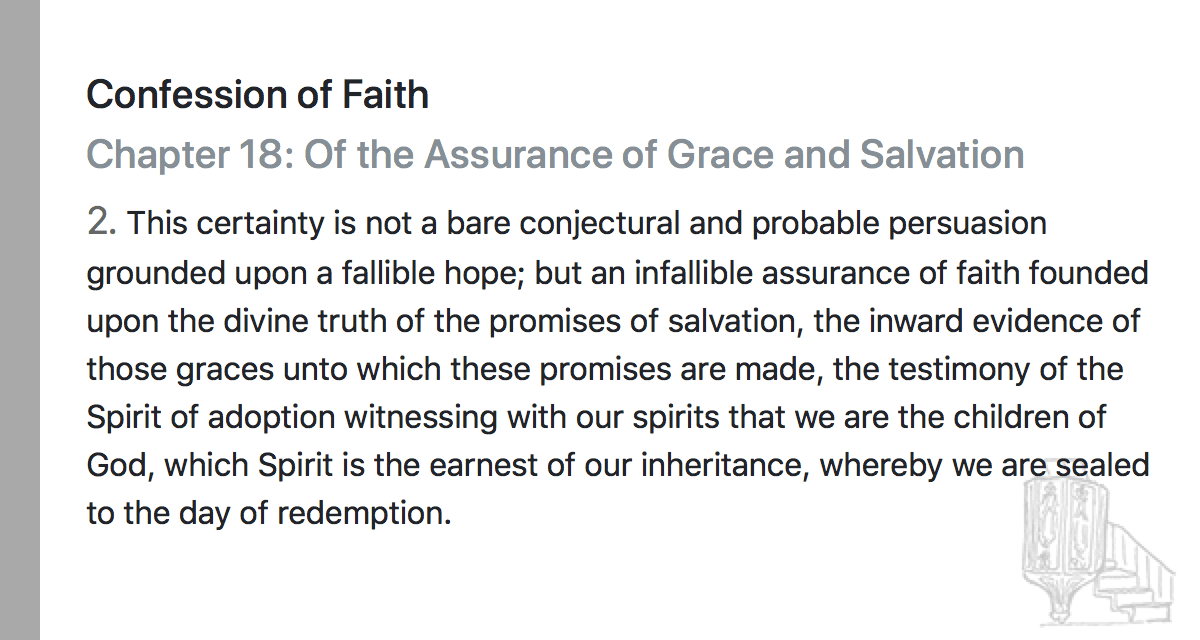 Confession of Faith
Chapter 18: Of the Assurance of Grace and Salvation
2. This certainty is not a bare conjectural and probable persuasion
grounded upon a fallible hope; but an infallible assurance of faith founded
upon the divine truth of the promises of salvation, the inward evidence of
those graces unto which these promises are made, the testimony of the
Spirit of adoption witnessing with our spirits that we are the children of
God, which Spirit is the earnest of our inheritance, whereby we are sealed
to the day of redemption.